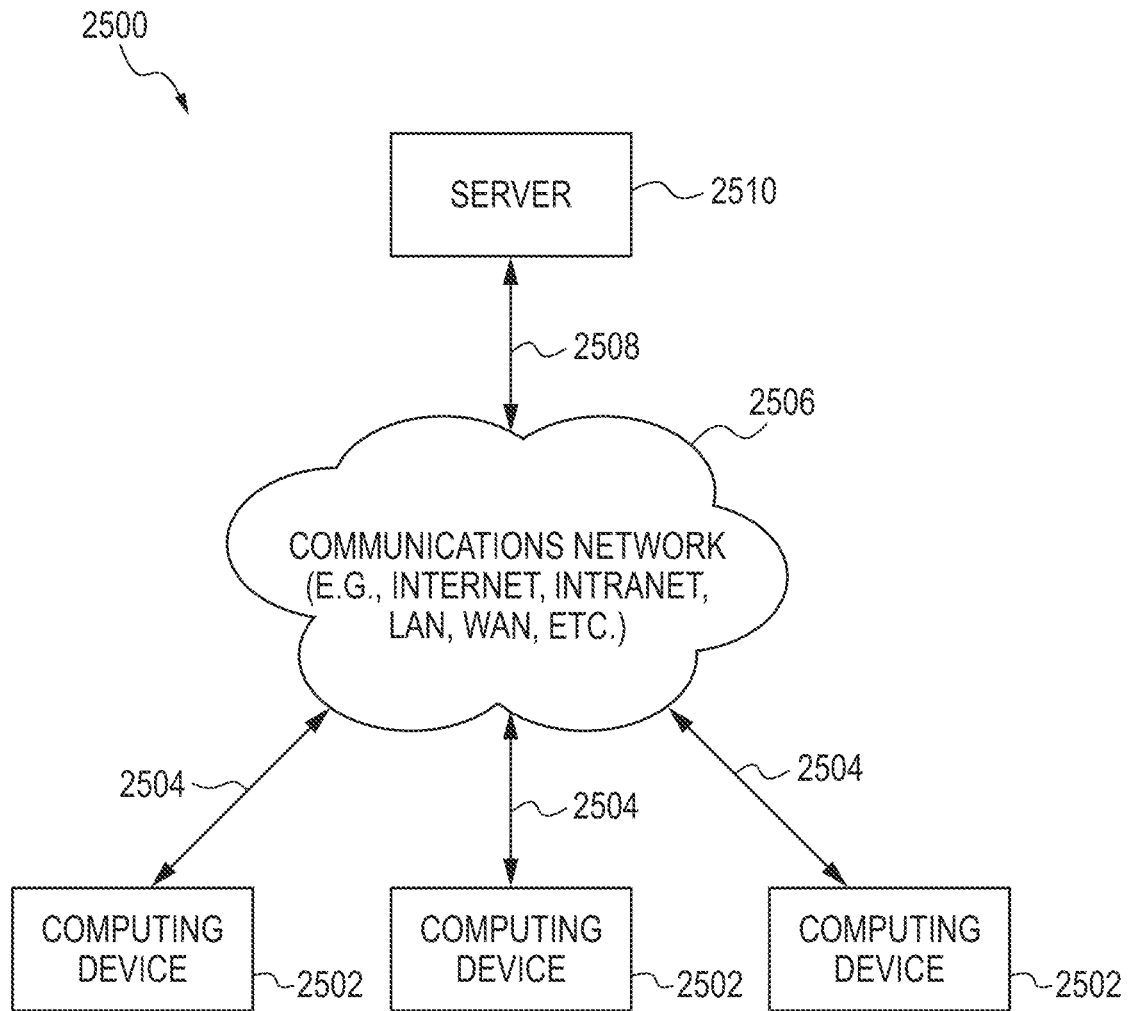 2500
SERVER
2510
2508
2506
COMMUNICATIONS NETWORK
(E.G., INTERNET, INTRANET,
LAN, WAN, ETC.)
2504
2504
2504
COMPUTING
DEVICE
2502
COMPUTING
DEVICE
2502
COMPUTING
DEVICE
2502